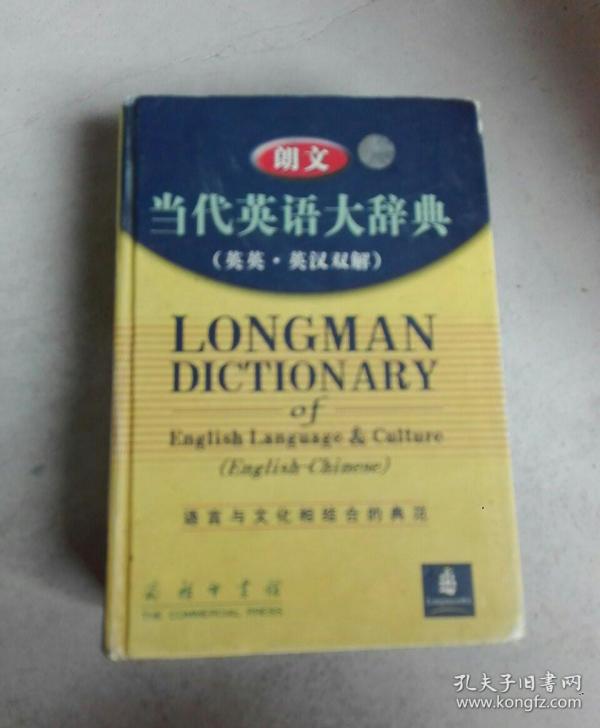 朗文
当代英语大辞典
（英英·英汉双解）
LONGMAN
DICTIONARY
of
English Language & Culture
(English-Chinese)
语言与文化相结合的典范
商务印书馆
THE COMMERCIAL PRESS
孔夫子旧书网
www.kongfz.com